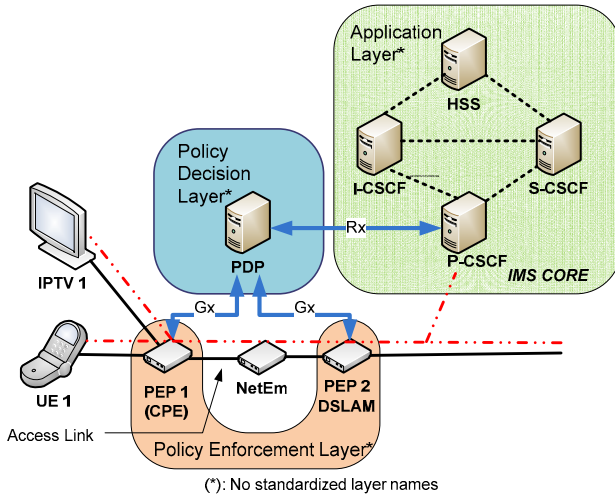 Application
Layer*
HSS
I-CSCF
S-CSCF
P-CSCF
IMS CORE
Policy
Decision
Layer*
PDP
Rx
Gx
Gx
IPTV 1
UE 1
PEP 1
(CPE)
NetEm
PEP 2
DSLAM
Access Link
Policy Enforcement Layer*
(*): No standardized layer names